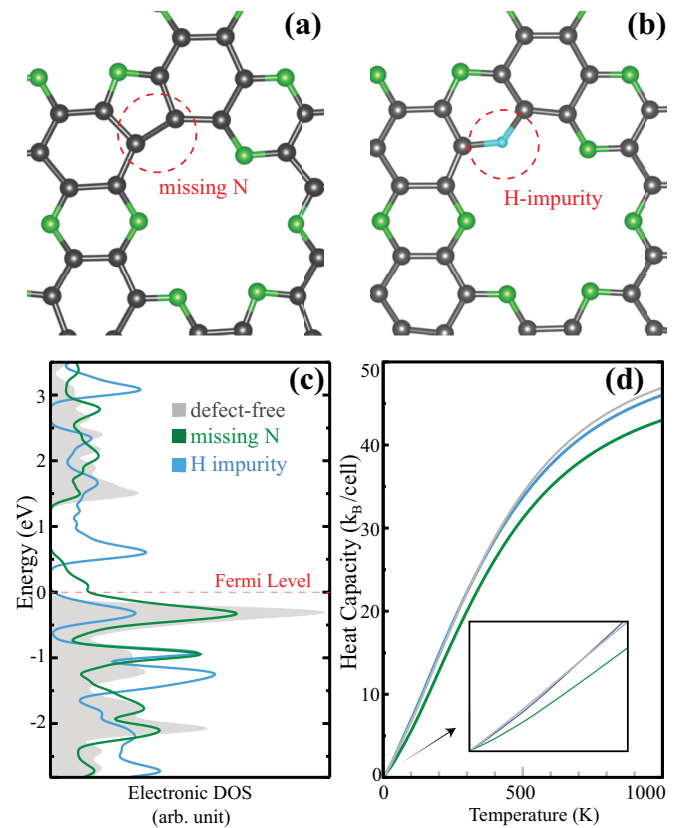 (a)
(b)
missing N
H-impurity
(c)
(d)
defect-free
missing N
H impurity
Fermi Level
3
2
1
0
-1
-2
Energy (eV)
Electronic DOS
(arb. unit)
50
40
30
20
10
0
Heat Capacity (k_B/cell)
0
500
1000
Temperature (K)